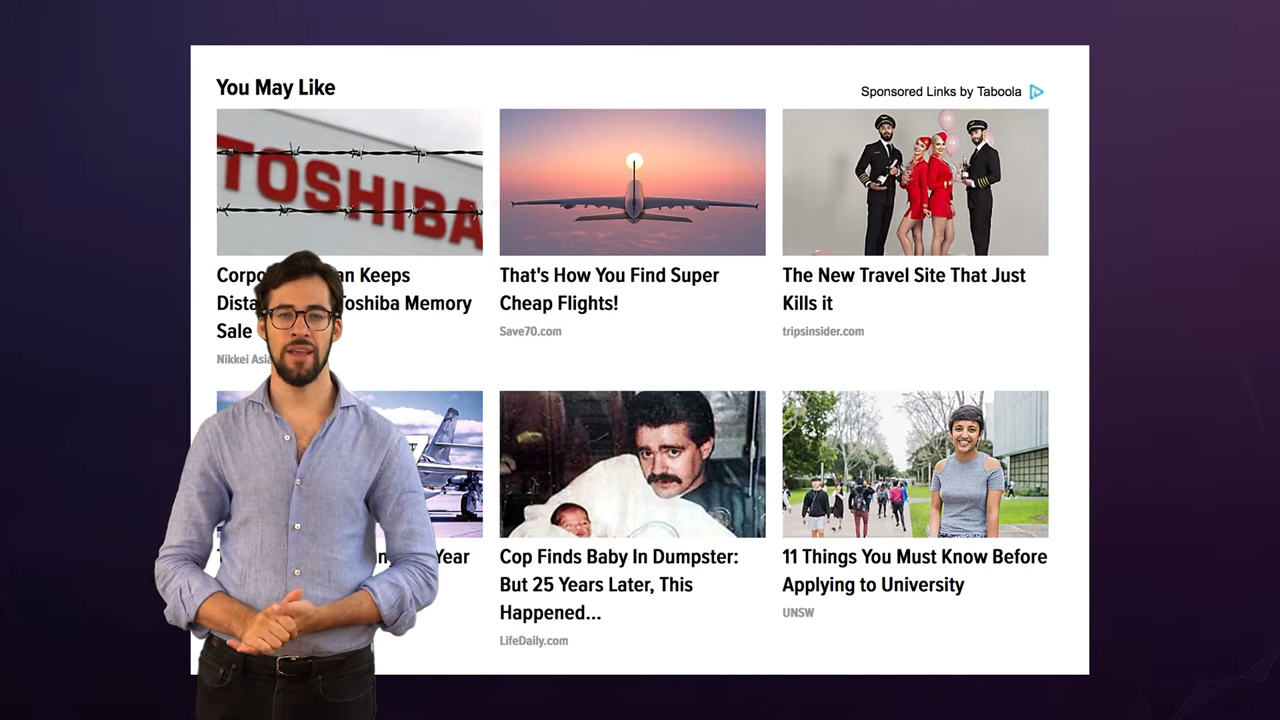 You May Like
Sponsored Links by Taboola
TOSHIBA
Corpo an Keeps
Dista Toshiba Memory
Sale
Nikkei Asia
That's How You Find Super
Cheap Flights!
Save70.com
The New Travel Site That Just
Kills it
tripsinsider.com
Year
Cop Finds Baby In Dumpster:
But 25 Years Later, This
Happened...
LifeDaily.com
11 Things You Must Know Before
Applying to University
UNSW